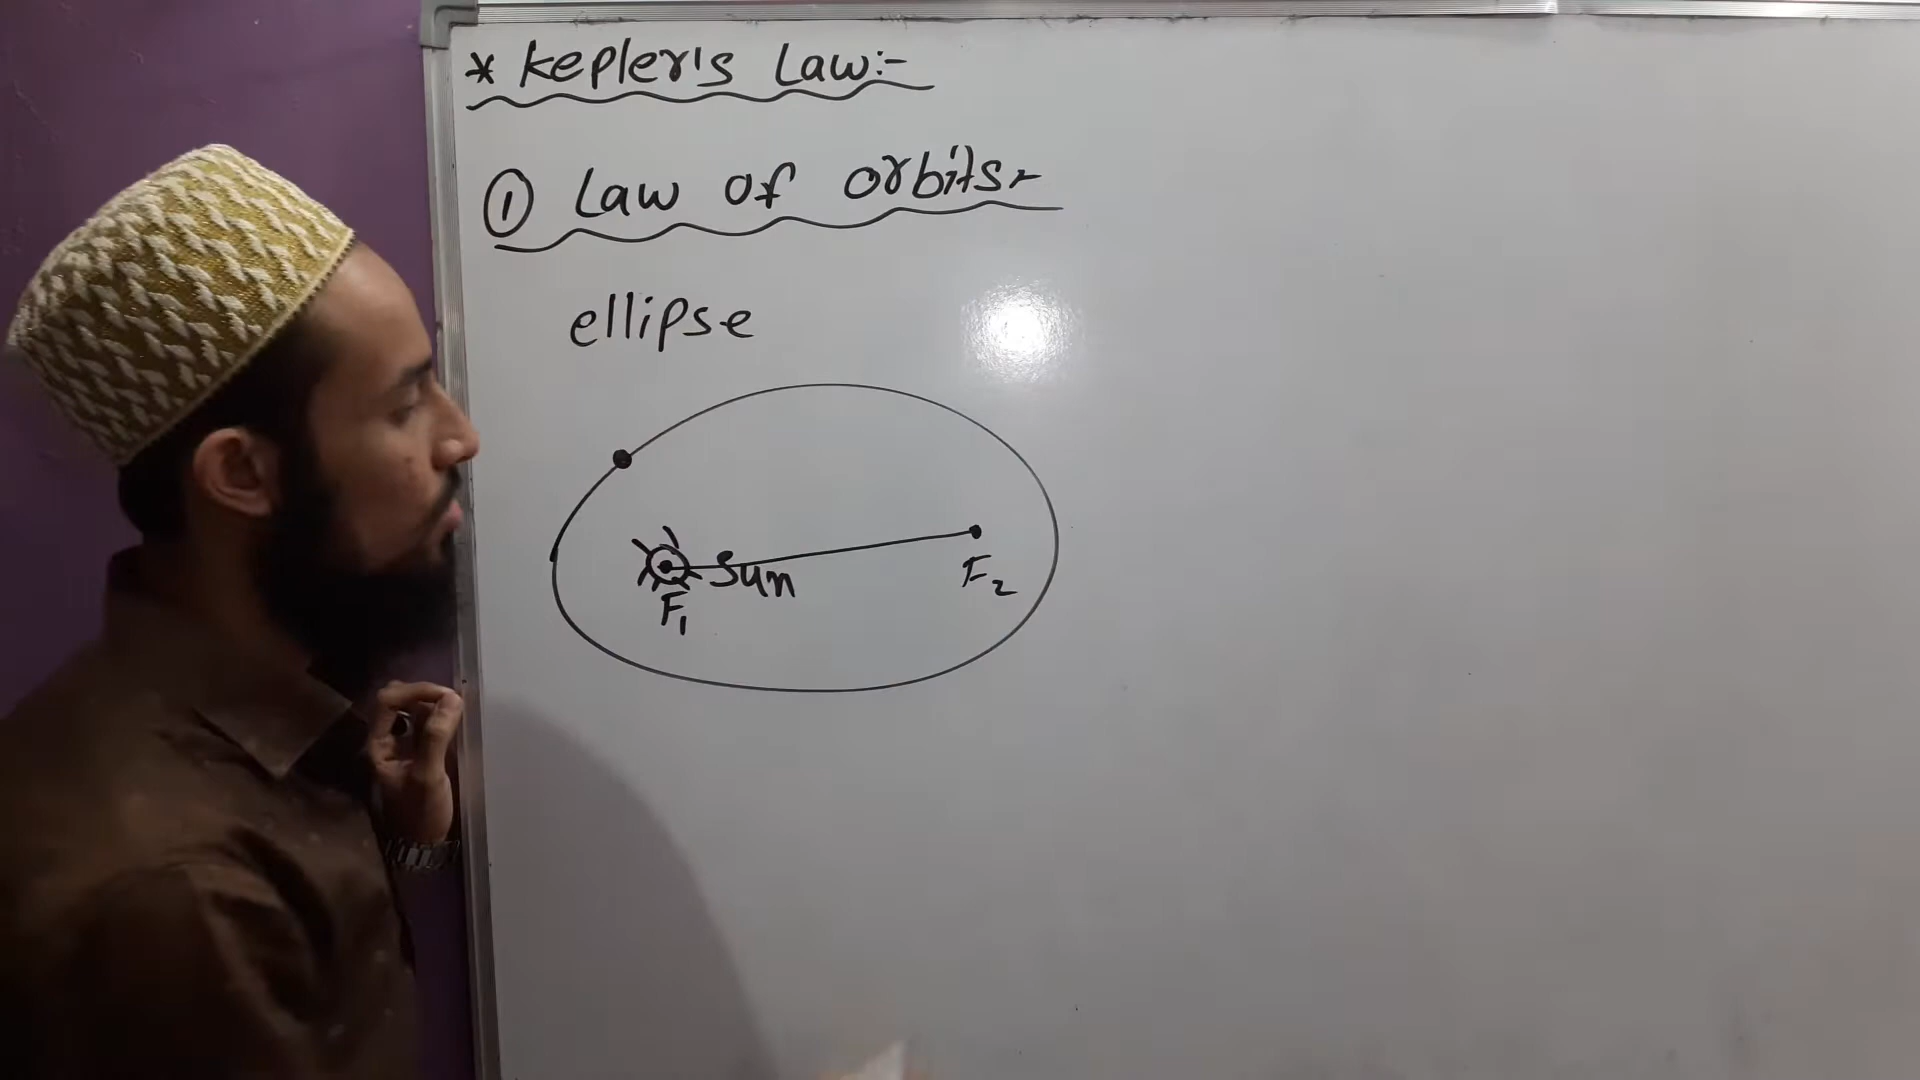 * Kepler's Law:-
① Law of orbits:-
ellipse
Sun
F₁
F₂